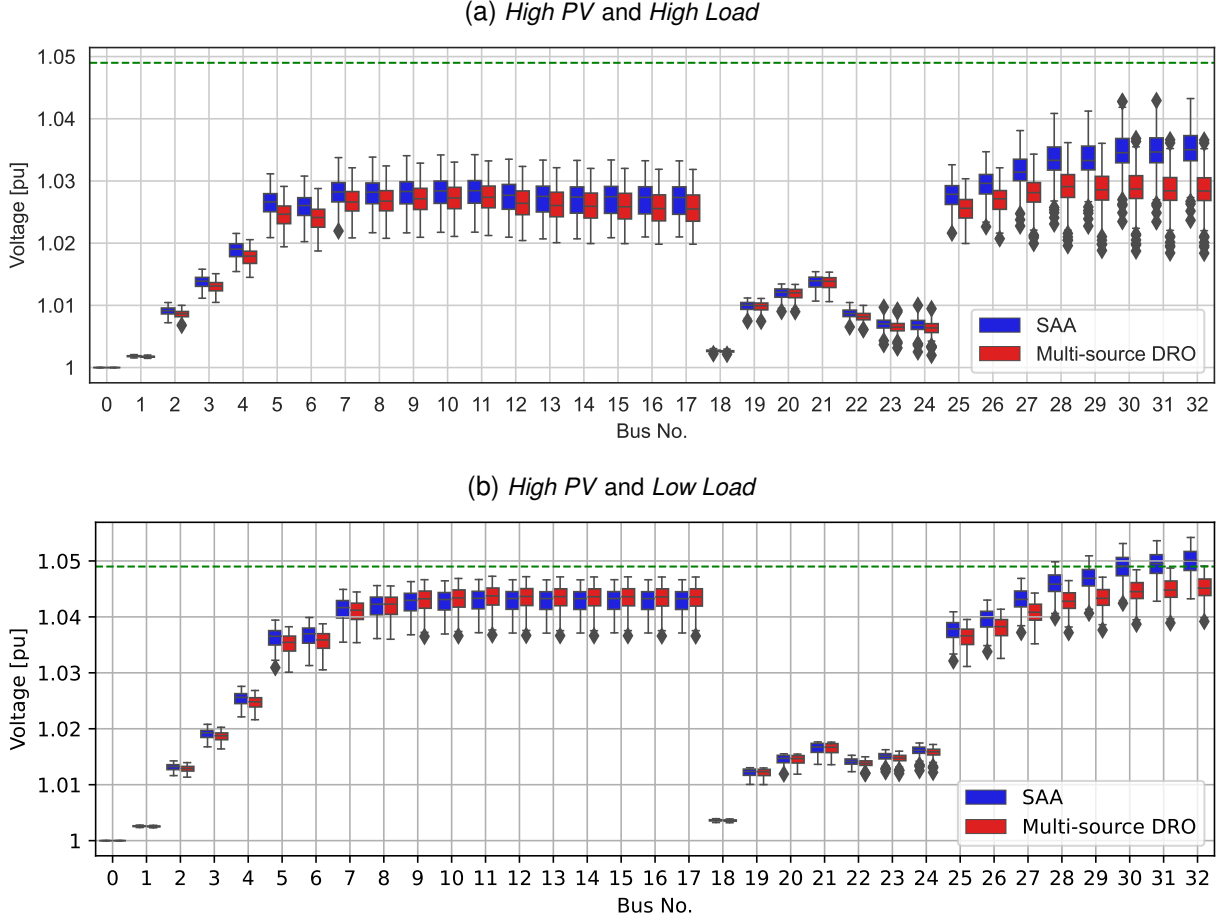 (a) High PV and High Load
1.05
1.04
1.03
1.02
1.01
1
Voltage [pu]
SAA
Multi-source DRO
0 1 2 3 4 5 6 7 8 9 10 11 12 13 14 15 16 17 18 19 20 21 22 23 24 25 26 27 28 29 30 31 32
Bus No.
(b) High PV and Low Load
1.05
1.04
1.03
1.02
1.01
1
Voltage [pu]
SAA
Multi-source DRO
0 1 2 3 4 5 6 7 8 9 10 11 12 13 14 15 16 17 18 19 20 21 22 23 24 25 26 27 28 29 30 31 32
Bus No.